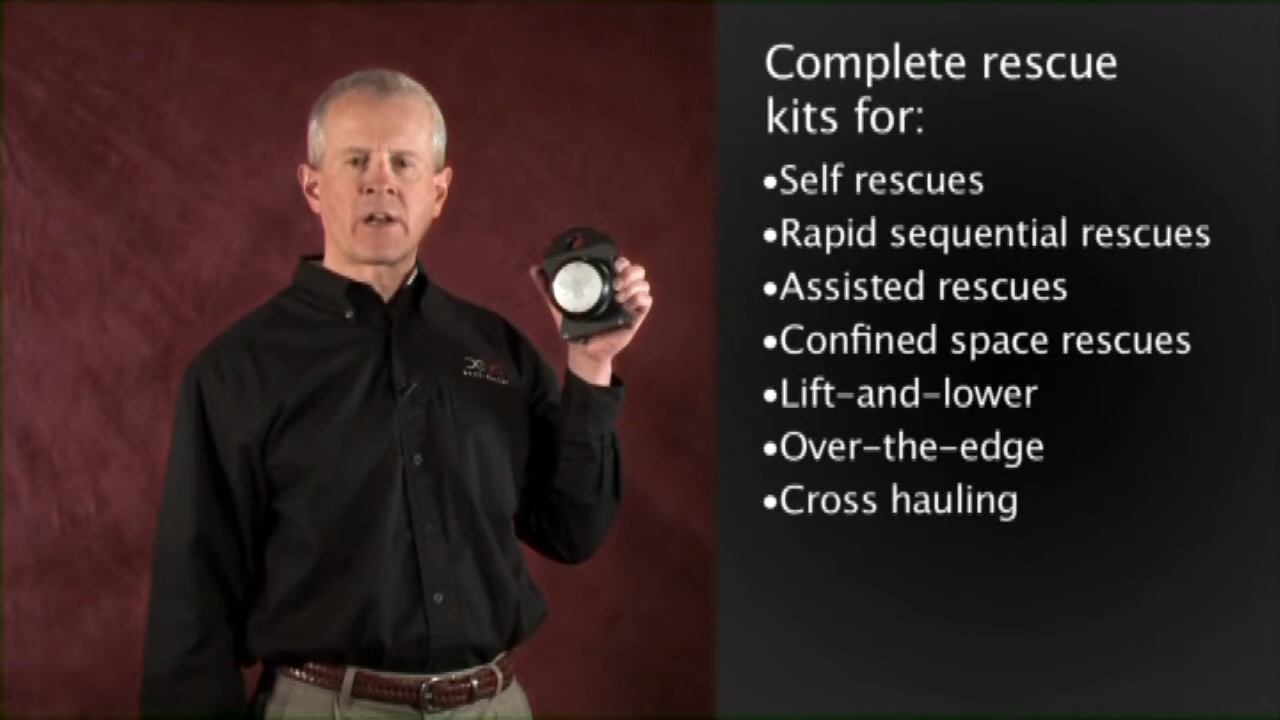 Complete rescue
kits for:
•Self rescues
•Rapid sequential rescues
•Assisted rescues
•Confined space rescues
•Lift-and-lower
•Over-the-edge
•Cross hauling